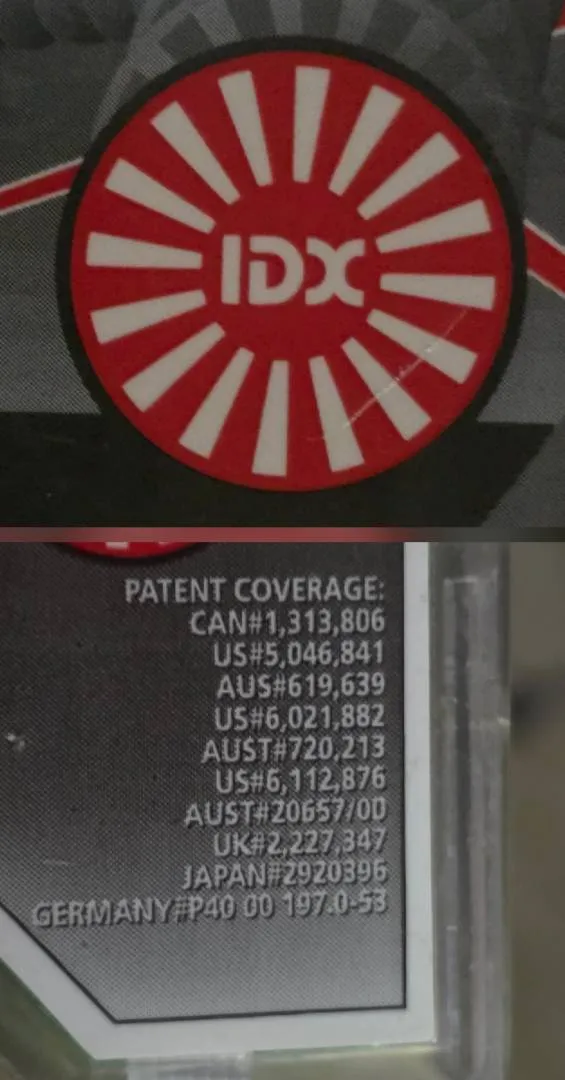 IDX
PATENT COVERAGE:
CAN#1,313,806
US#5,046,841
AUS#619,639
US#6,021,882
AUST#720,213
US#6,112,876
AUST#20657/0D
UK#2,227,347
JAPAN#2920396
GERMANY#P40 00 197.0-53